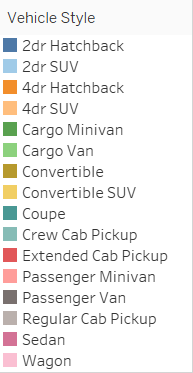 Vehicle Style
2dr Hatchback
2dr SUV
4dr Hatchback
4dr SUV
Cargo Minivan
Cargo Van
Convertible
Convertible SUV
Coupe
Crew Cab Pickup
Extended Cab Pickup
Passenger Minivan
Passenger Van
Regular Cab Pickup
Sedan
Wagon